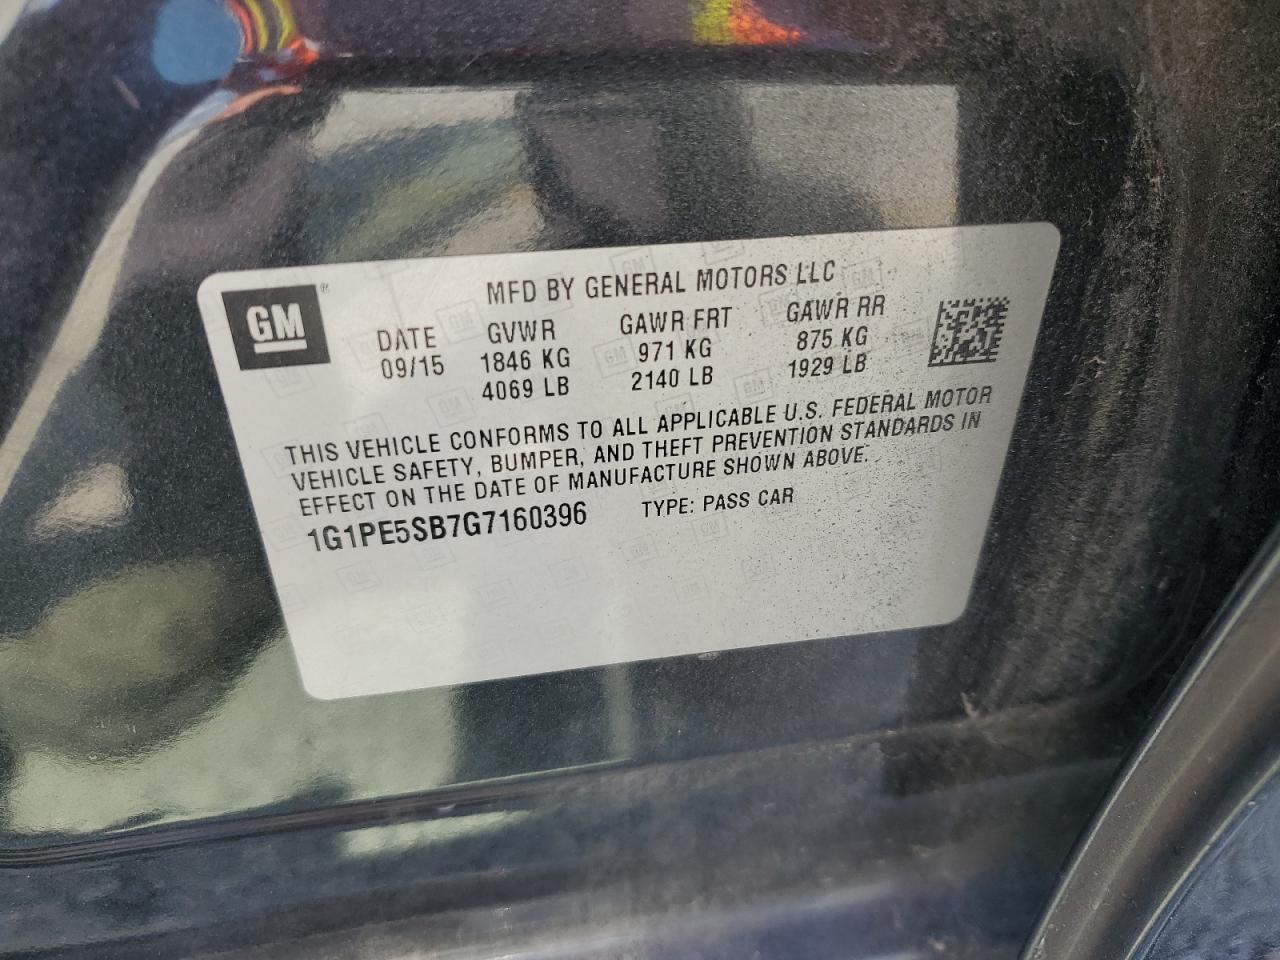 GM ®
MFD BY GENERAL MOTORS LLC
DATE GVWR GAWR FRT GAWR RR
09/15 1846 KG 971 KG 875 KG
4069 LB 2140 LB 1929 LB
THIS VEHICLE CONFORMS TO ALL APPLICABLE U.S. FEDERAL MOTOR
VEHICLE SAFETY, BUMPER, AND THEFT PREVENTION STANDARDS IN
EFFECT ON THE DATE OF MANUFACTURE SHOWN ABOVE.
1G1PE5SB7G7160396 TYPE: PASS CAR